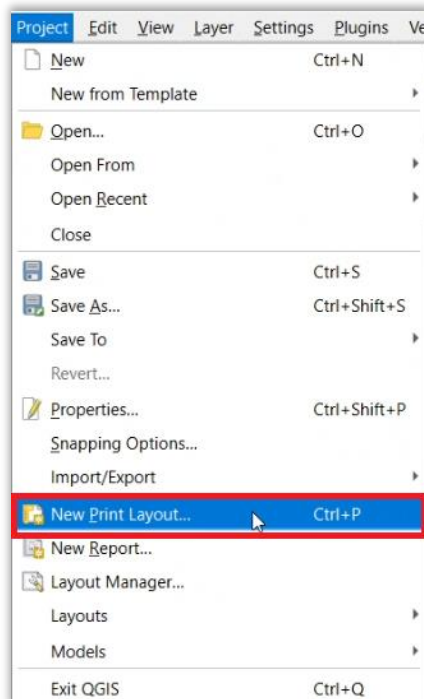 Project Edit View Layer Settings Plugins Ve
New Ctrl+N
New from Template
Open... Ctrl+O
Open From
Open Recent
Close
Save Ctrl+S
Save As... Ctrl+Shift+S
Save To
Revert...
Properties... Ctrl+Shift+P
Snapping Options...
Import/Export
New Print Layout... Ctrl+P
New Report...
Layout Manager...
Layouts
Models
Exit QGIS Ctrl+Q